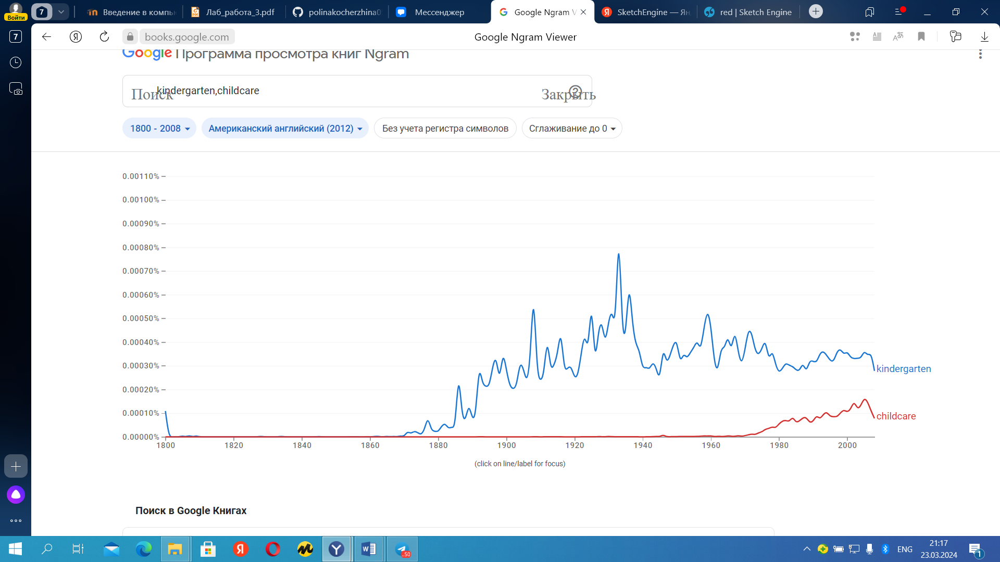 Войти
7
Введение в компь
Лаб_работа_3.pdf
polinakocherzhina0
Мессенджер
Google Ngram V
SketchEngine — Ян
red | Sketch Engine
7
books.google.com
Google Ngram Viewer
Google Программа просмотра книг Ngram
Поиск
kindergarten,childcare
Закрыть
1800 - 2008
Американский английский (2012)
Без учета регистра символов
Сглаживание до 0
0.00110%
0.00100%
0.00090%
0.00080%
0.00070%
0.00060%
0.00050%
0.00040%
0.00030%
0.00020%
0.00010%
0.00000%
kindergarten
childcare
1800 1820 1840 1860 1880 1900 1920 1940 1960 1980 2000
(click on line/label for focus)
Поиск в Google Книгах
..50
ENG
21:17
23.03.2024
1